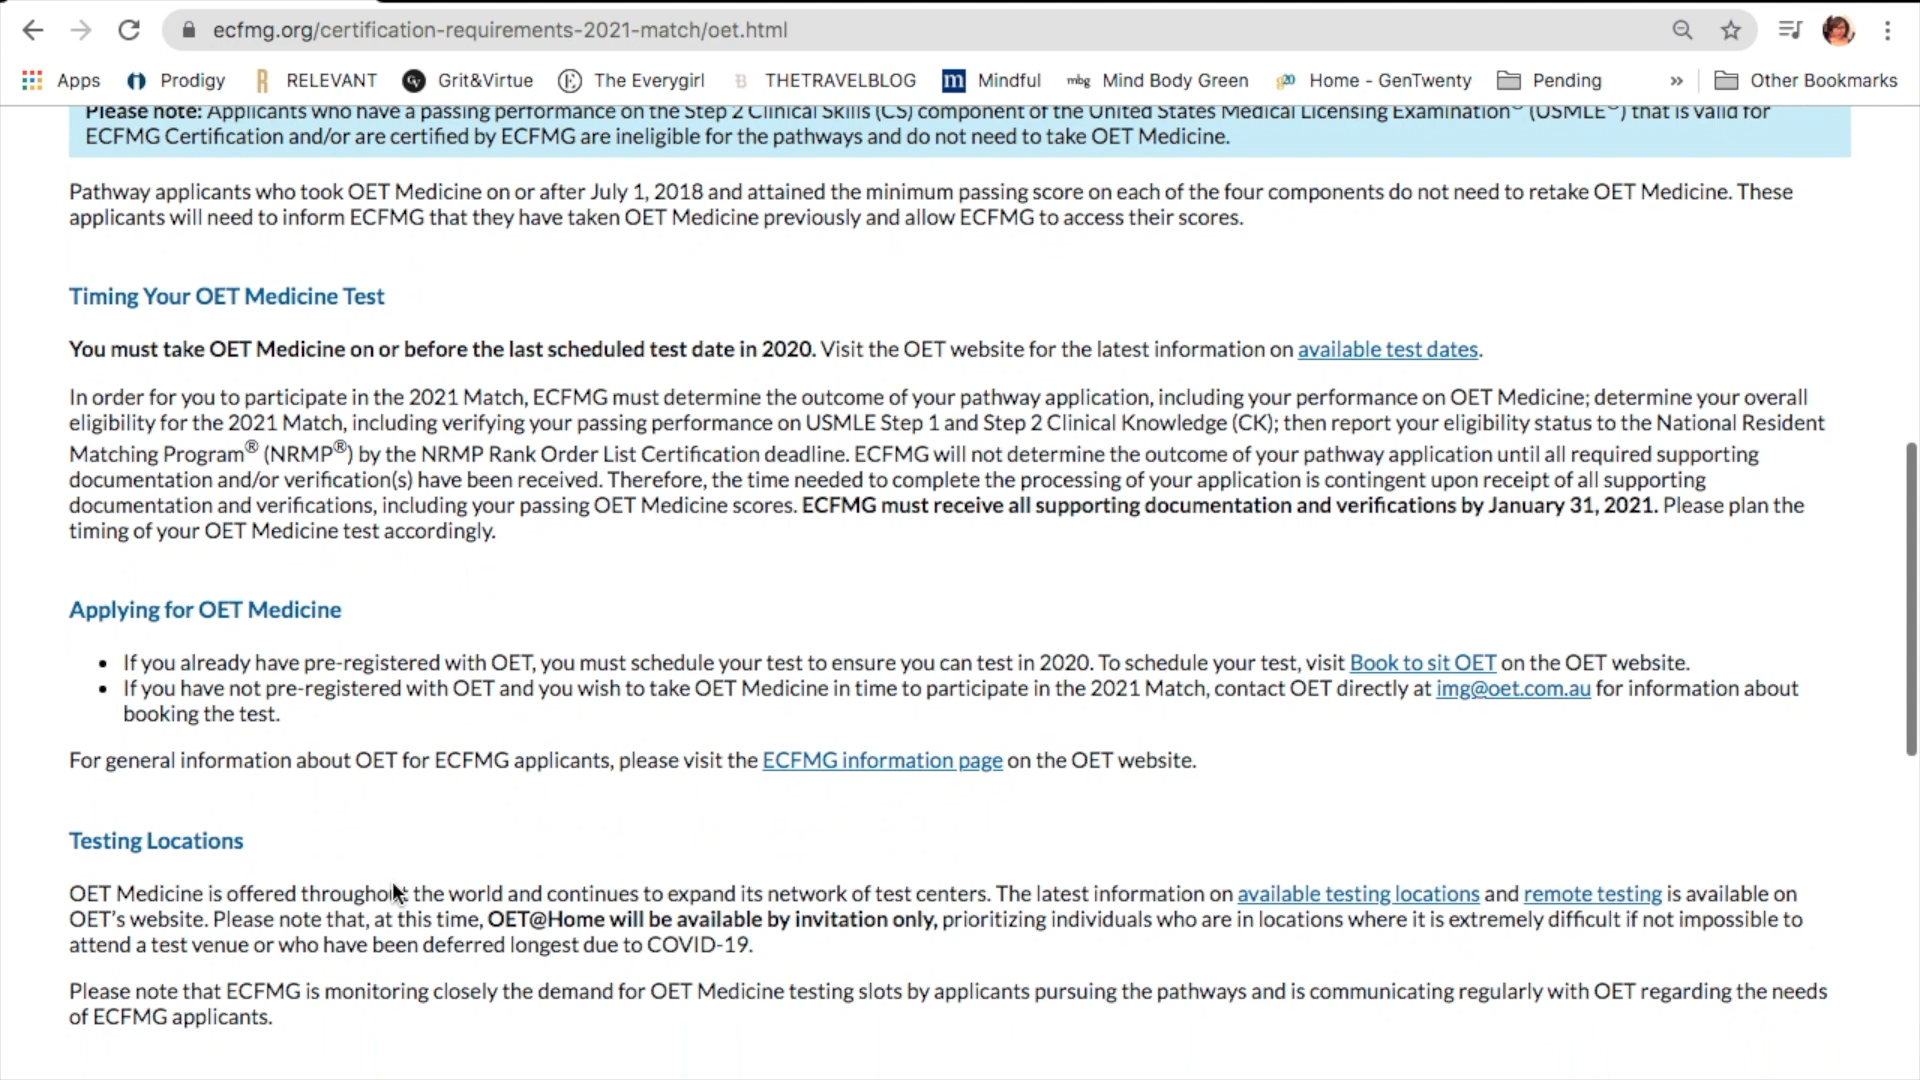 ecfmg.org/certification-requirements-2021-match/oet.html
Apps Prodigy RELEVANT Grit&Virtue The Everygirl THETRAVELBLOG m Mindful mbg Mind Body Green g20 Home - GenTwenty Pending » Other Bookmarks
Please note: Applicants who have a passing performance on the Step 2 Clinical Skills (CS) component of the United States Medical Licensing Examination® (USMLE®) that is valid for
ECFMG Certification and/or are certified by ECFMG are ineligible for the pathways and do not need to take OET Medicine.
Pathway applicants who took OET Medicine on or after July 1, 2018 and attained the minimum passing score on each of the four components do not need to retake OET Medicine. These
applicants will need to inform ECFMG that they have taken OET Medicine previously and allow ECFMG to access their scores.
Timing Your OET Medicine Test
You must take OET Medicine on or before the last scheduled test date in 2020. Visit the OET website for the latest information on available test dates.
In order for you to participate in the 2021 Match, ECFMG must determine the outcome of your pathway application, including your performance on OET Medicine; determine your overall
eligibility for the 2021 Match, including verifying your passing performance on USMLE Step 1 and Step 2 Clinical Knowledge (CK); then report your eligibility status to the National Resident
Matching Program® (NRMP®) by the NRMP Rank Order List Certification deadline. ECFMG will not determine the outcome of your pathway application until all required supporting
documentation and/or verification(s) have been received. Therefore, the time needed to complete the processing of your application is contingent upon receipt of all supporting
documentation and verifications, including your passing OET Medicine scores. ECFMG must receive all supporting documentation and verifications by January 31, 2021. Please plan the
timing of your OET Medicine test accordingly.
Applying for OET Medicine
• If you already have pre-registered with OET, you must schedule your test to ensure you can test in 2020. To schedule your test, visit Book to sit OET on the OET website.
• If you have not pre-registered with OET and you wish to take OET Medicine in time to participate in the 2021 Match, contact OET directly at img@oet.com.au for information about
booking the test.
For general information about OET for ECFMG applicants, please visit the ECFMG information page on the OET website.
Testing Locations
OET Medicine is offered throughout the world and continues to expand its network of test centers. The latest information on available testing locations and remote testing is available on
OET's website. Please note that, at this time, OET@Home will be available by invitation only, prioritizing individuals who are in locations where it is extremely difficult if not impossible to
attend a test venue or who have been deferred longest due to COVID-19.
Please note that ECFMG is monitoring closely the demand for OET Medicine testing slots by applicants pursuing the pathways and is communicating regularly with OET regarding the needs
of ECFMG applicants.